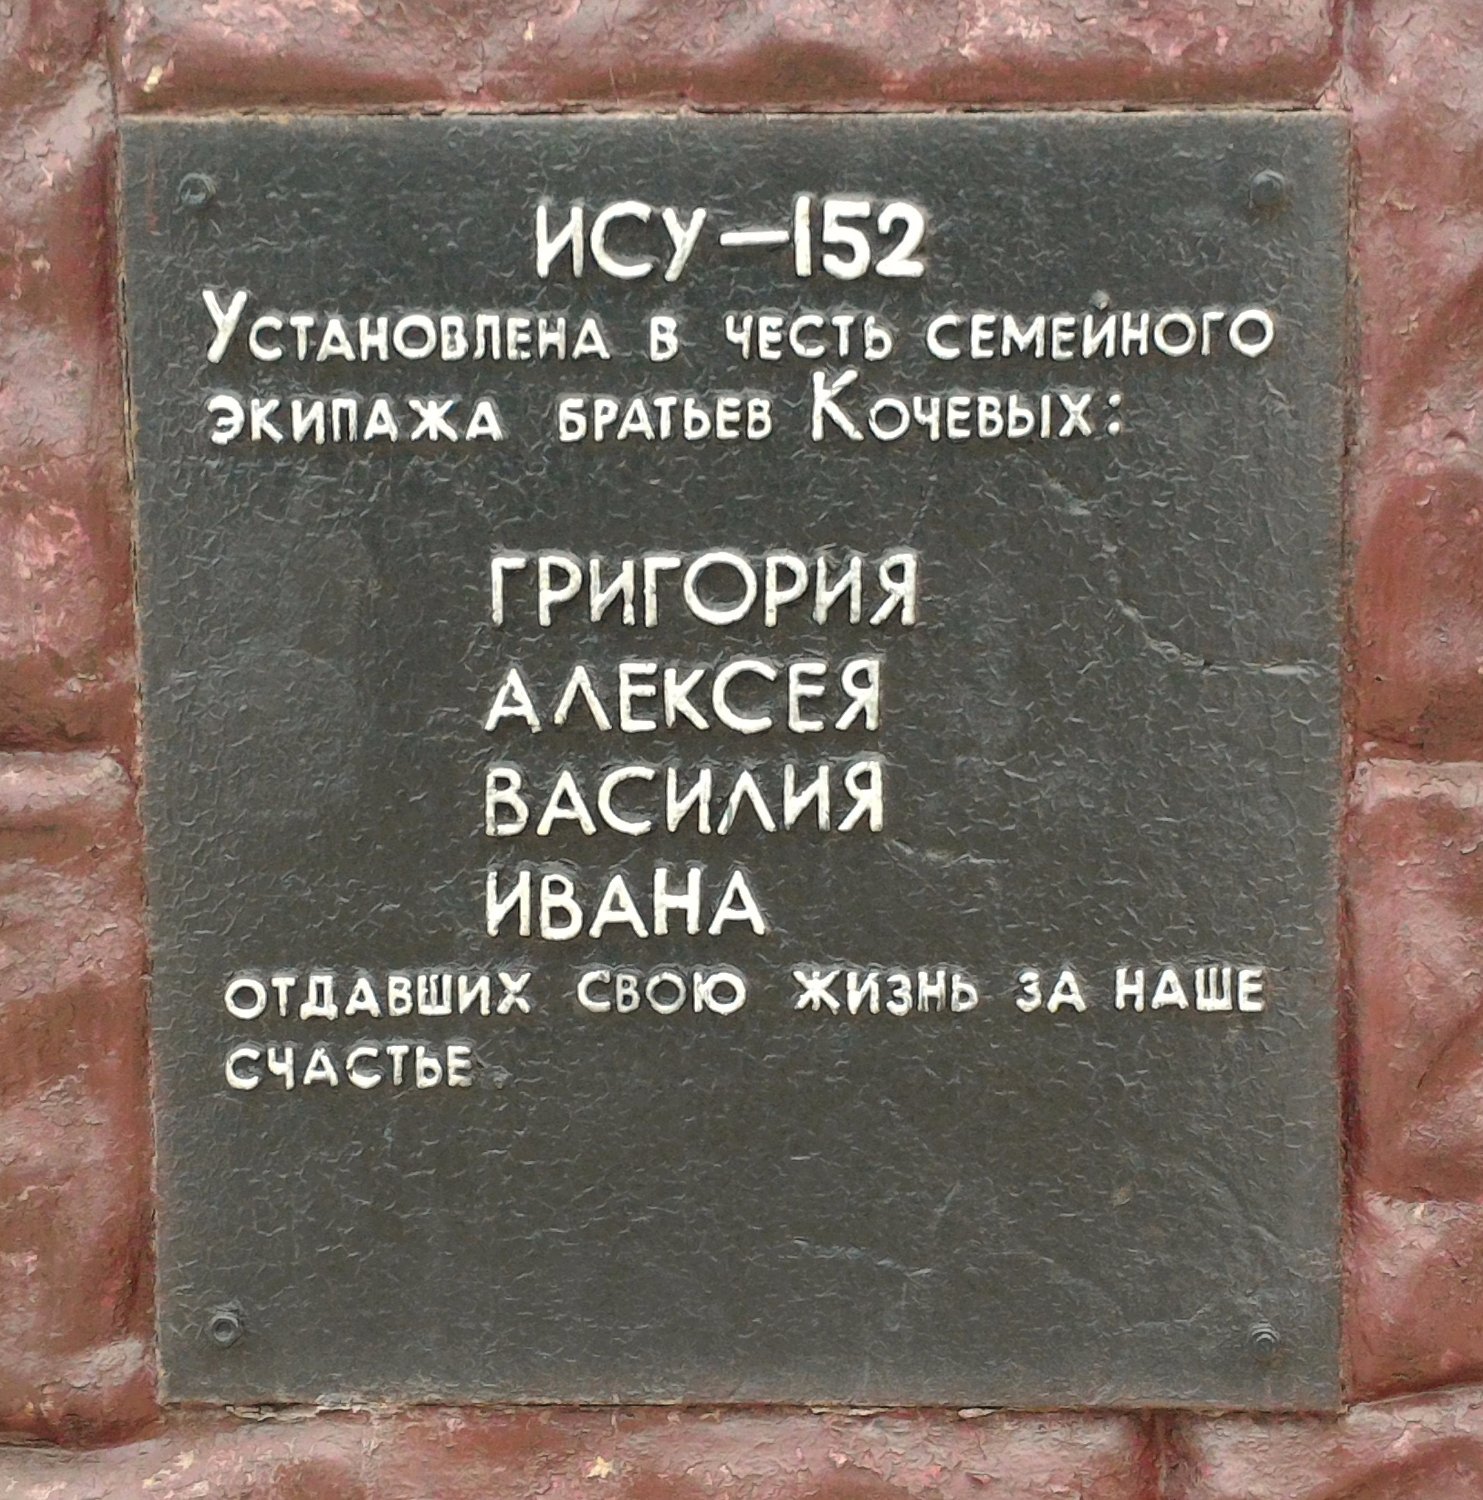 ИСУ–152
Установлена в честь семейного
экипажа братьев Кочевых:
ГРИГОРИЯ
АЛЕКСЕЯ
ВАСИЛИЯ
ИВАНА
отдавших свою жизнь за наше
счастье.